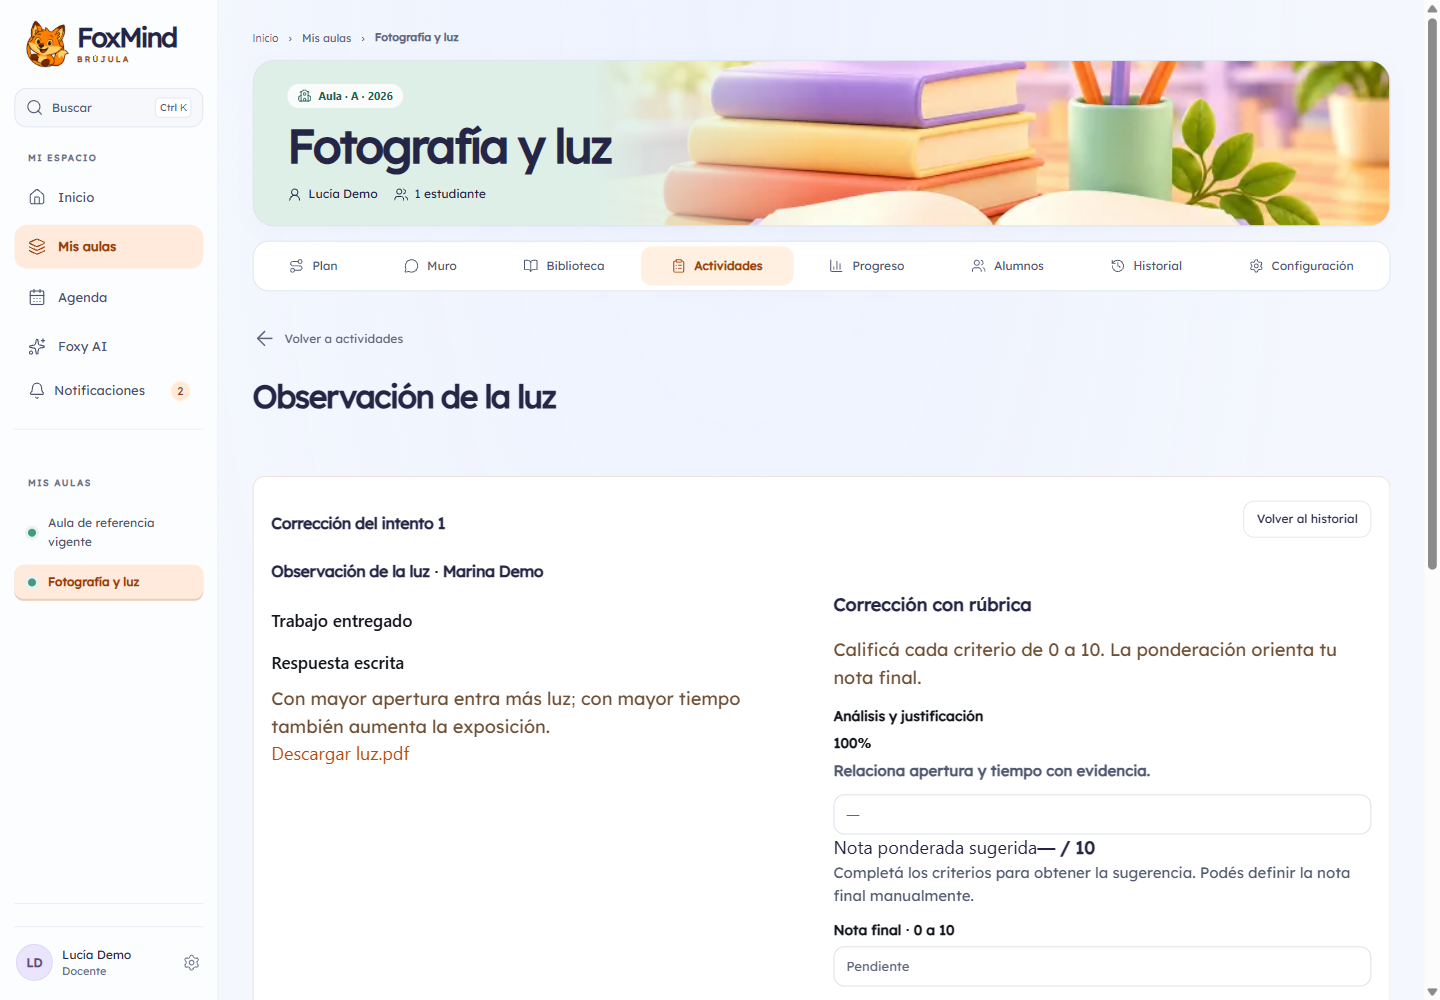 FoxMind
BRÚJULA
Buscar
Ctrl K
MI ESPACIO
Inicio
Mis aulas
Agenda
Foxy AI
Notificaciones
2
MIS AULAS
Aula de referencia
vigente
Fotografía y luz
LD
Lucía Demo
Docente
Inicio › Mis aulas › Fotografía y luz
Aula · A · 2026
Fotografía y luz
Lucía Demo
1 estudiante
Plan
Muro
Biblioteca
Actividades
Progreso
Alumnos
Historial
Configuración
Volver a actividades
Observación de la luz
Corrección del intento 1
Volver al historial
Observación de la luz · Marina Demo
Trabajo entregado
Respuesta escrita
Con mayor apertura entra más luz; con mayor tiempo
también aumenta la exposición.
Descargar luz.pdf
Corrección con rúbrica
Calificá cada criterio de 0 a 10. La ponderación orienta tu
nota final.
Análisis y justificación
100%
Relaciona apertura y tiempo con evidencia.
—
Nota ponderada sugerida— / 10
Completá los criterios para obtener la sugerencia. Podés definir la nota
final manualmente.
Nota final · 0 a 10
Pendiente